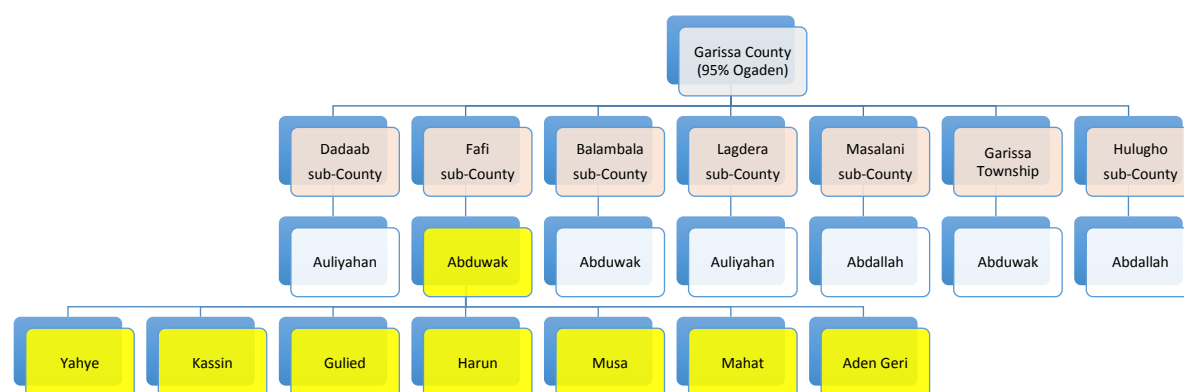 Garissa County
(95% Ogaden)
Dadaab
sub-County
Fafi
sub-County
Balambala
sub-County
Lagdera
sub-County
Masalani
sub-County
Garissa
Township
Hulugho
sub-County
Auliyahan
Abduwak
Abduwak
Auliyahan
Abdallah
Abduwak
Abdallah
Yahye
Kassin
Gulied
Harun
Musa
Mahat
Aden Geri